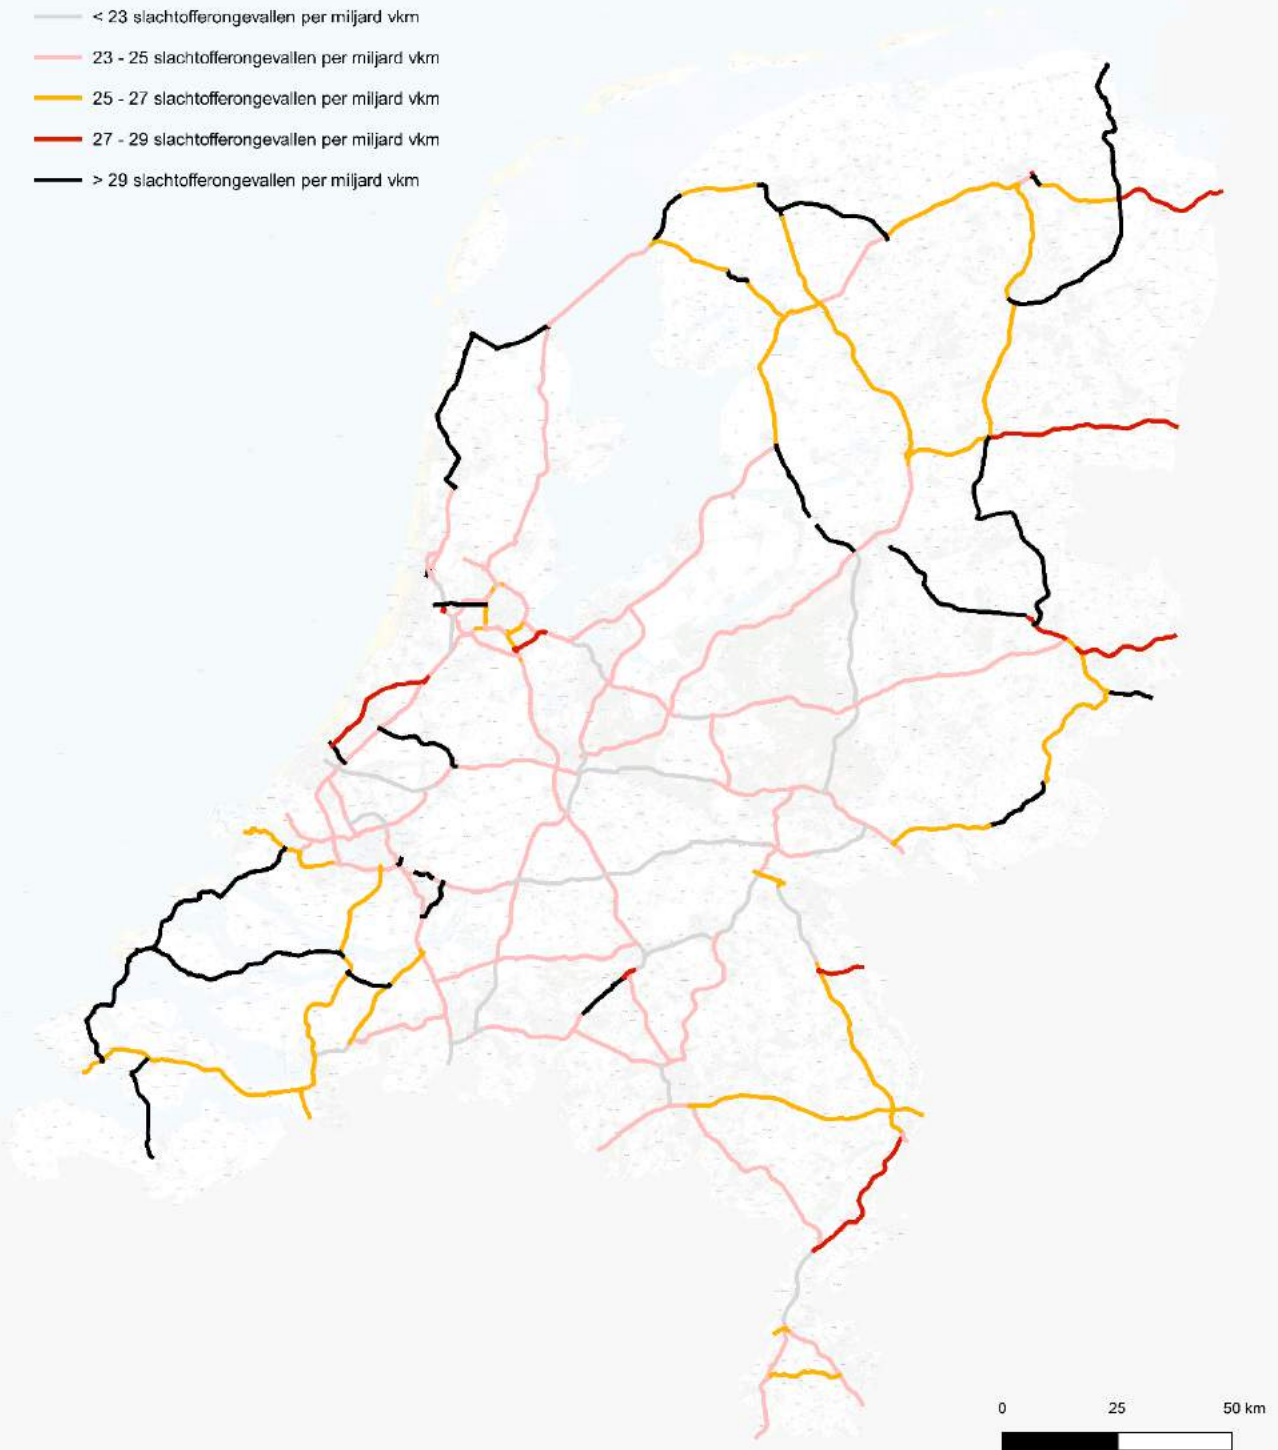 < 23 slachtofferongevallen per miljard vkm
23 - 25 slachtofferongevallen per miljard vkm
25 - 27 slachtofferongevallen per miljard vkm
27 - 29 slachtofferongevallen per miljard vkm
> 29 slachtofferongevallen per miljard vkm
0 25 50 km